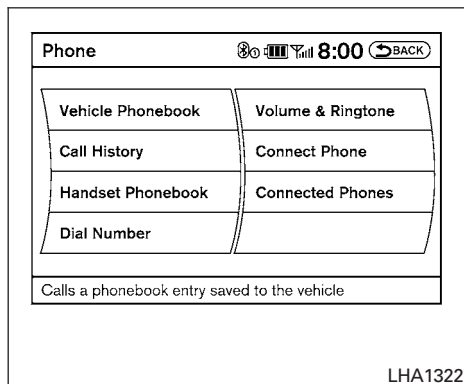 Phone 8:00 BACK
Vehicle Phonebook
Call History
Handset Phonebook
Dial Number
Volume & Ringtone
Connect Phone
Connected Phones
Calls a phonebook entry saved to the vehicle
LHA1322